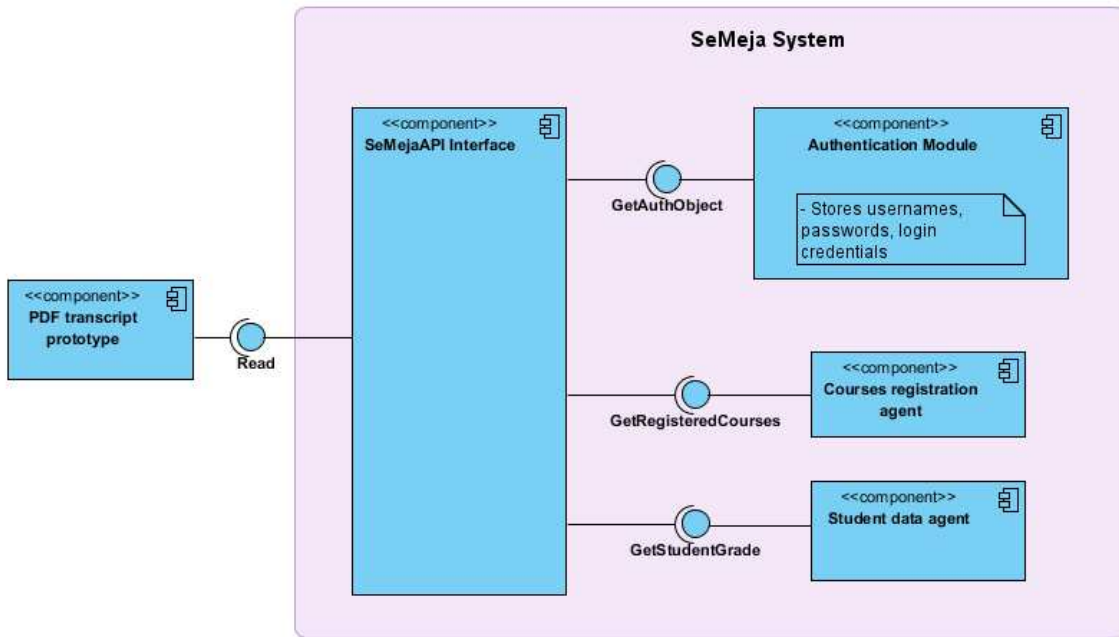 SeMeja System
<<component>>
SeMejaAPI Interface
<<component>>
Authentication Module
- Stores usernames,
passwords, login
credentials
GetAuthObject
<<component>>
PDF transcript
prototype
Read
<<component>>
Courses registration
agent
GetRegisteredCourses
<<component>>
Student data agent
GetStudentGrade